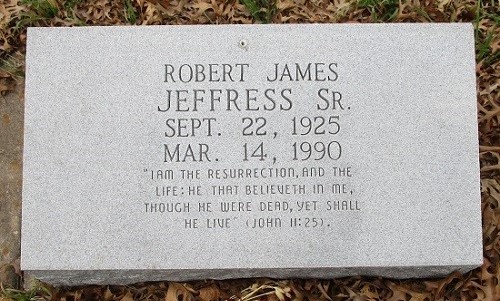 ROBERT JAMES
JEFFRESS SR.
SEPT. 22, 1925
MAR. 14, 1990
"I AM THE RESURRECTION, AND THE
LIFE: HE THAT BELIEVETH IN ME,
THOUGH HE WERE DEAD, YET SHALL
HE LIVE" (JOHN 11:25).